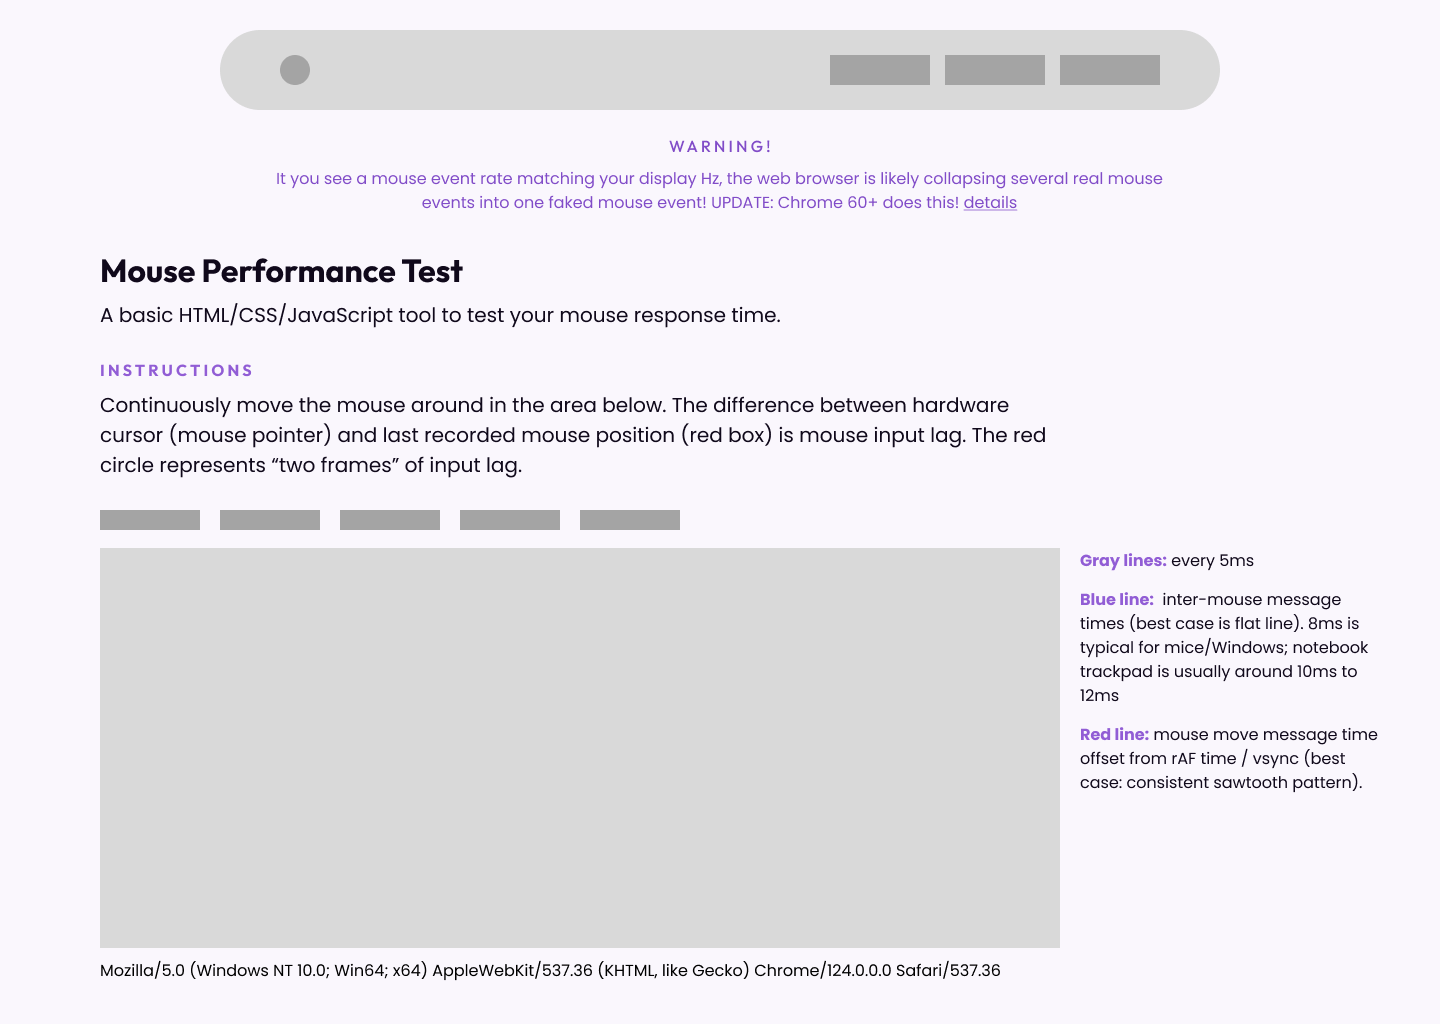 WARNING!
It you see a mouse event rate matching your display Hz, the web browser is likely collapsing several real mouse
events into one faked mouse event! UPDATE: Chrome 60+ does this! details
Mouse Performance Test
A basic HTML/CSS/JavaScript tool to test your mouse response time.
INSTRUCTIONS
Continuously move the mouse around in the area below. The difference between hardware
cursor (mouse pointer) and last recorded mouse position (red box) is mouse input lag. The red
circle represents “two frames” of input lag.
Gray lines: every 5ms
Blue line: inter-mouse message
times (best case is flat line). 8ms is
typical for mice/Windows; notebook
trackpad is usually around 10ms to
12ms
Red line: mouse move message time
offset from rAF time / vsync (best
case: consistent sawtooth pattern).
Mozilla/5.0 (Windows NT 10.0; Win64; x64) AppleWebKit/537.36 (KHTML, like Gecko) Chrome/124.0.0.0 Safari/537.36